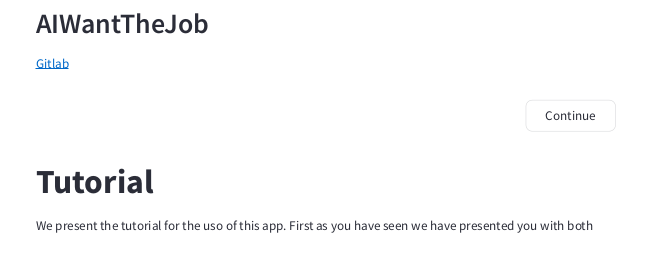 AIWantTheJob
Gitlab
Continue
Tutorial
We present the tutorial for the uso of this app. First as you have seen we have presented you with both